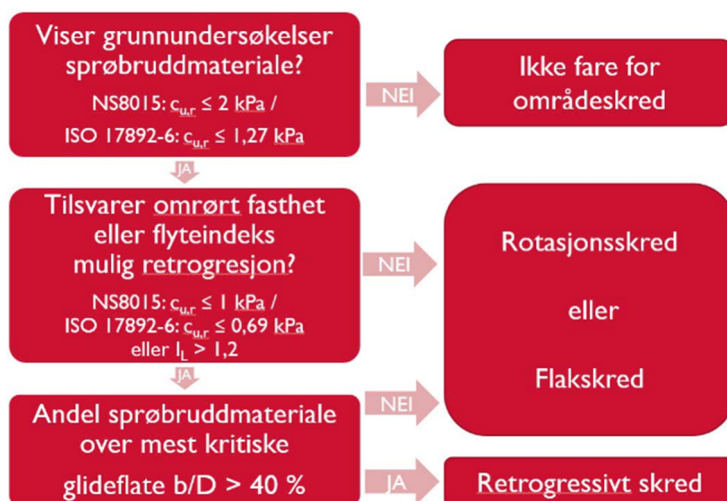 Viser grunnundersøkelser
sprøbruddmateriale?
NS8015: cu,r ≤ 2 kPa /
ISO 17892-6: cu,r ≤ 1,27 kPa
NEI
Ikke fare for
områdeskred
JA
Tilsvarer omrørt fasthet
eller flyteindeks
mulig retrogresjon?
NS8015: cu,r ≤ 1 kPa /
ISO 17892-6: cu,r ≤ 0,69 kPa
eller IL > 1,2
NEI
Rotasjonsskred
eller
Flakskred
JA
Andel sprøbruddmateriale
over mest kritiske
glideflate b/D > 40 %
NEI
JA
Retrogressivt skred